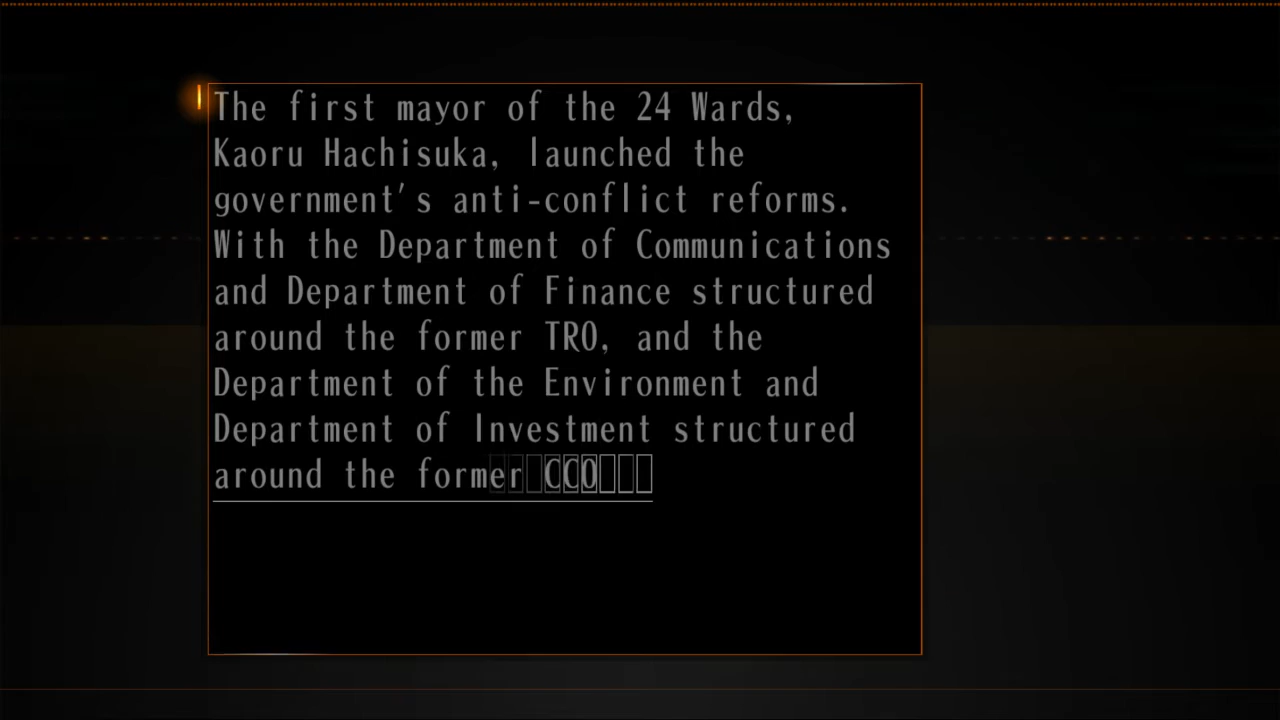 The first mayor of the 24 Wards,
Kaoru Hachisuka, launched the
government's anti-conflict reforms.
With the Department of Communications
and Department of Finance structured
around the former TRO, and the
Department of the Environment and
Department of Investment structured
around the former CCO